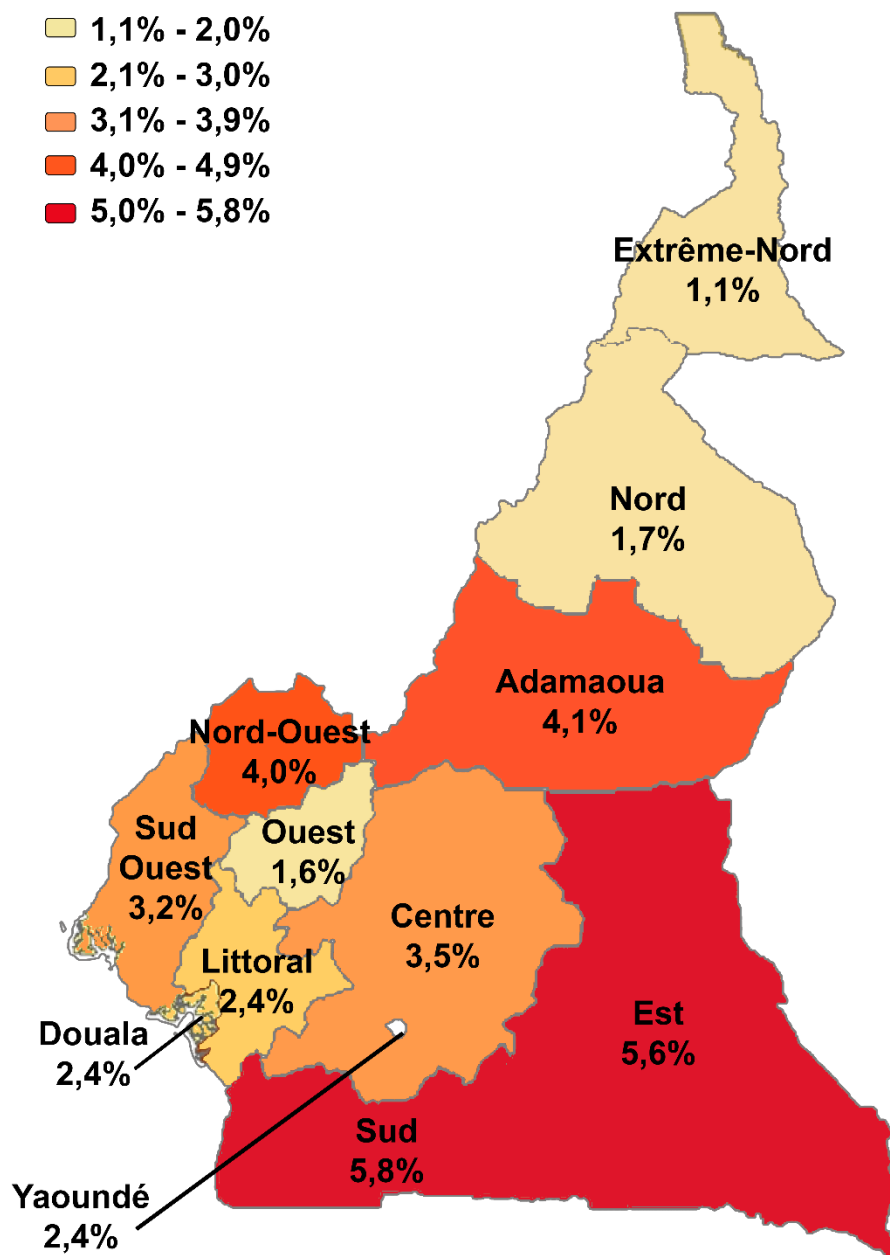 1,1% - 2,0%
2,1% - 3,0%
3,1% - 3,9%
4,0% - 4,9%
5,0% - 5,8%
Extrême-Nord
1,1%
Nord
1,7%
Adamaoua
4,1%
Nord-Ouest
4,0%
Sud
Ouest
3,2%
Ouest
1,6%
Centre
3,5%
Littoral
2,4%
Est
5,6%
Douala
2,4%
Sud
5,8%
Yaoundé
2,4%